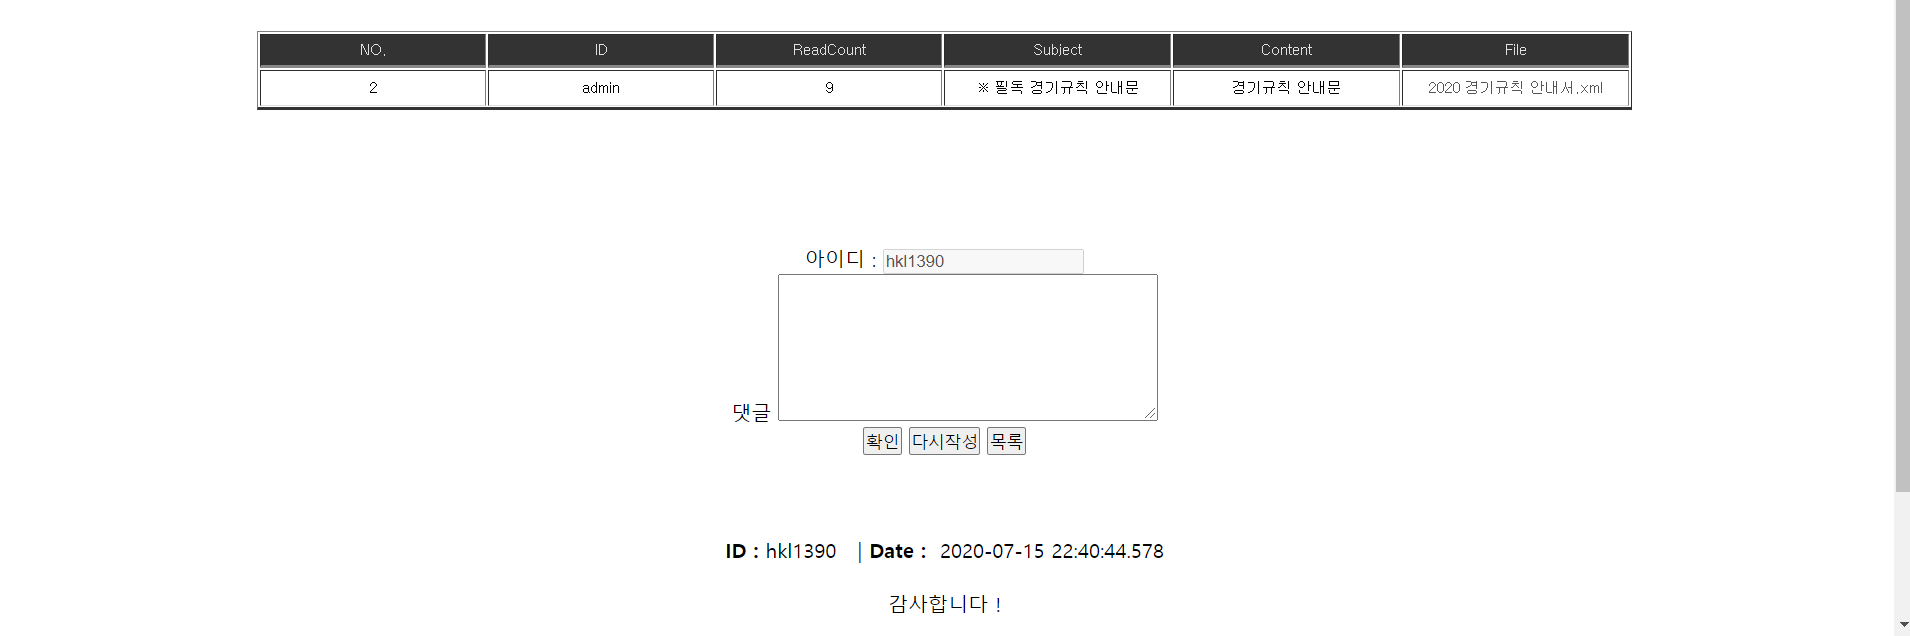 NO. ID ReadCount Subject Content File
2 admin 9 ※ 필독 경기규칙 안내문 경기규칙 안내문 2020 경기규칙 안내서.xml
아이디 : hkl1390
댓글
확인 다시작성 목록
ID : hkl1390 | Date : 2020-07-15 22:40:44.578
감사합니다 !